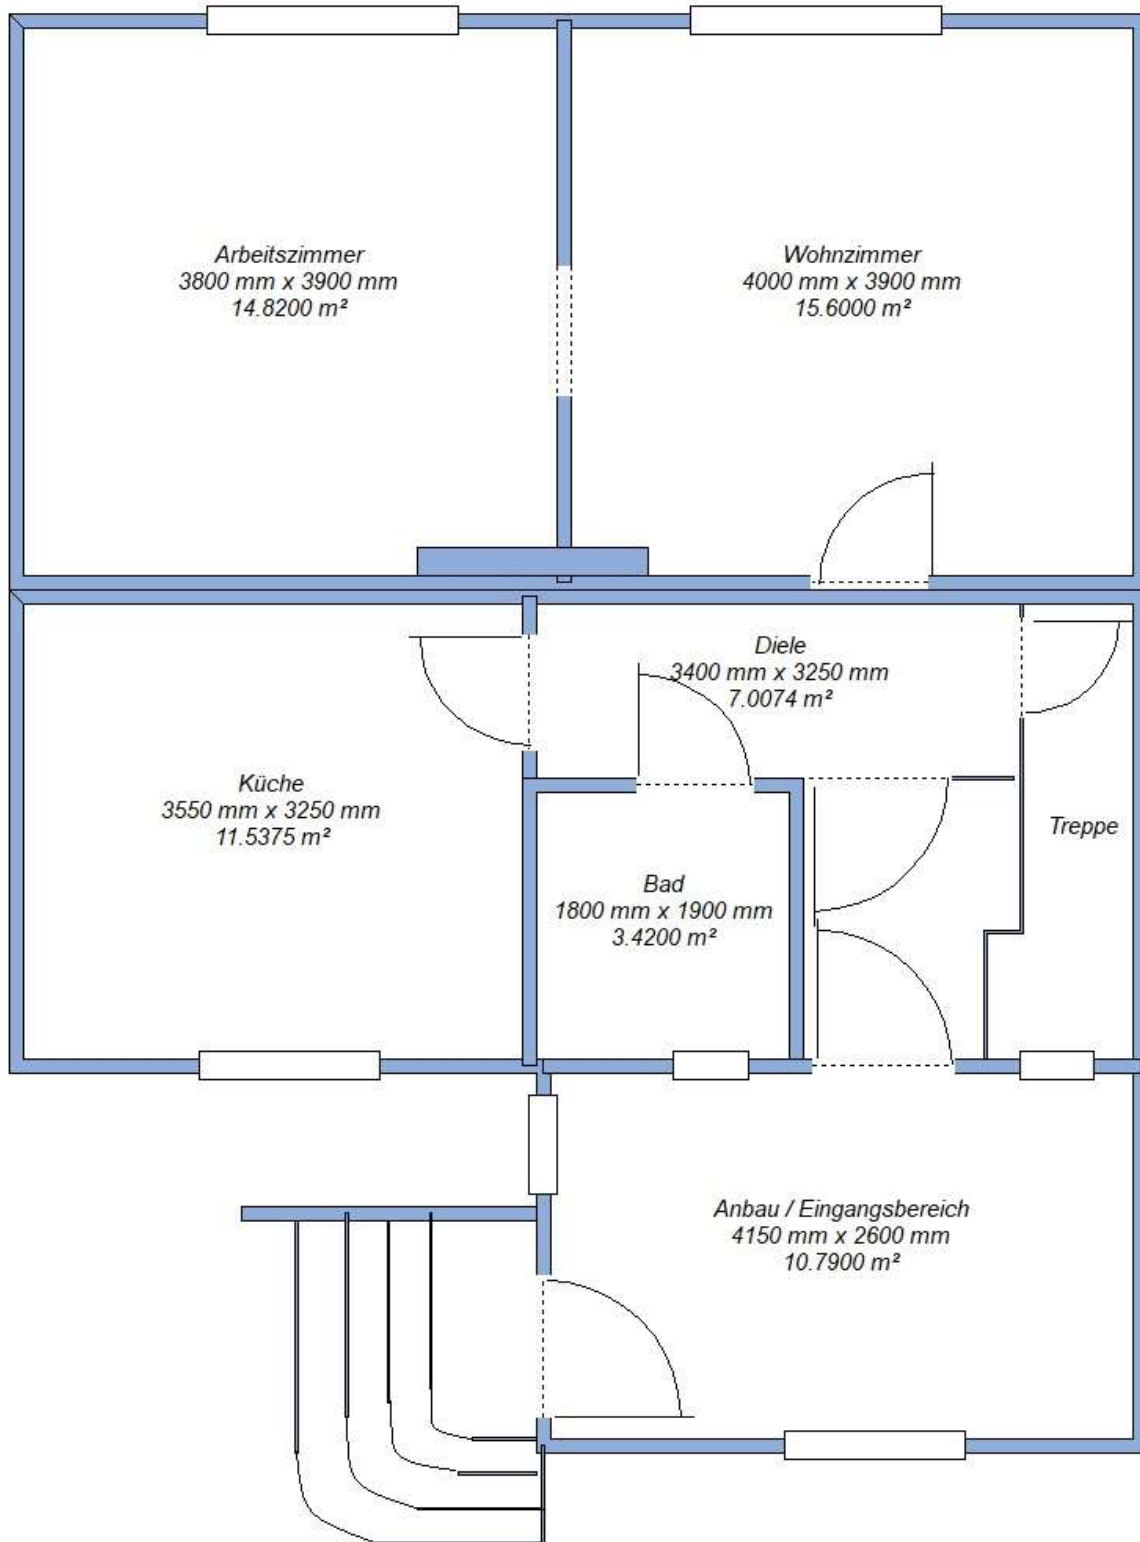 Arbeitszimmer
3800 mm x 3900 mm
14.8200 m²
Wohnzimmer
4000 mm x 3900 mm
15.6000 m²
Diele
3400 mm x 3250 mm
7.0074 m²
Küche
3550 mm x 3250 mm
11.5375 m²
Treppe
Bad
1800 mm x 1900 mm
3.4200 m²
Anbau / Eingangsbereich
4150 mm x 2600 mm
10.7900 m²